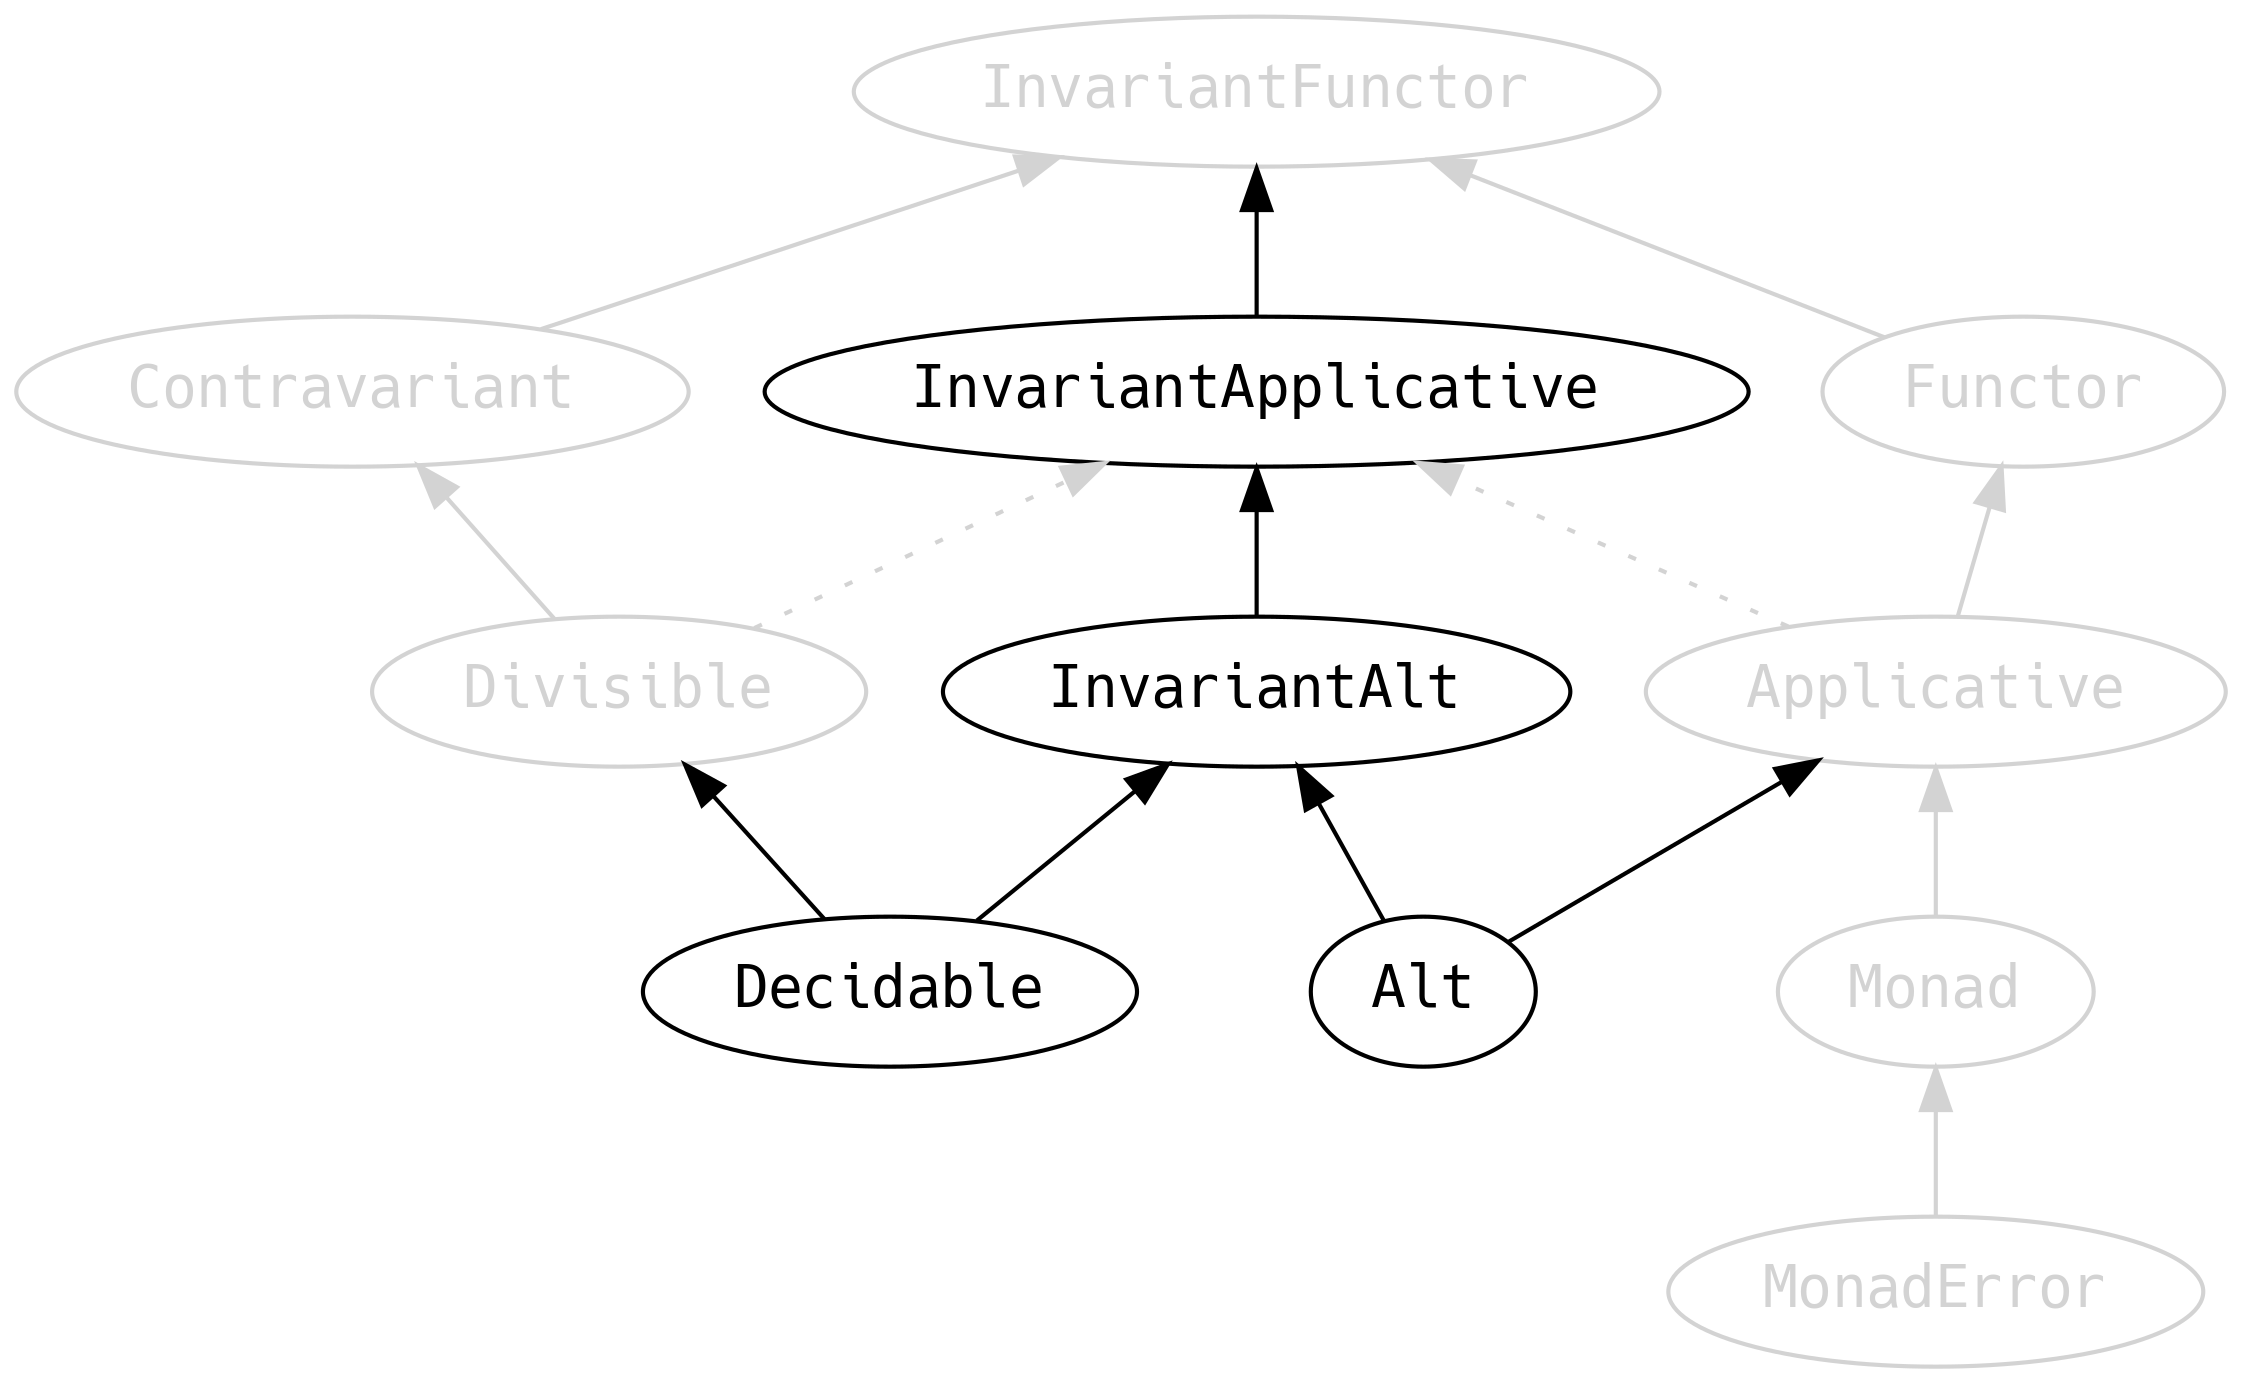 InvariantFunctor
Contravariant
InvariantApplicative
Functor
Divisible
InvariantAlt
Applicative
Decidable
Alt
Monad
MonadError